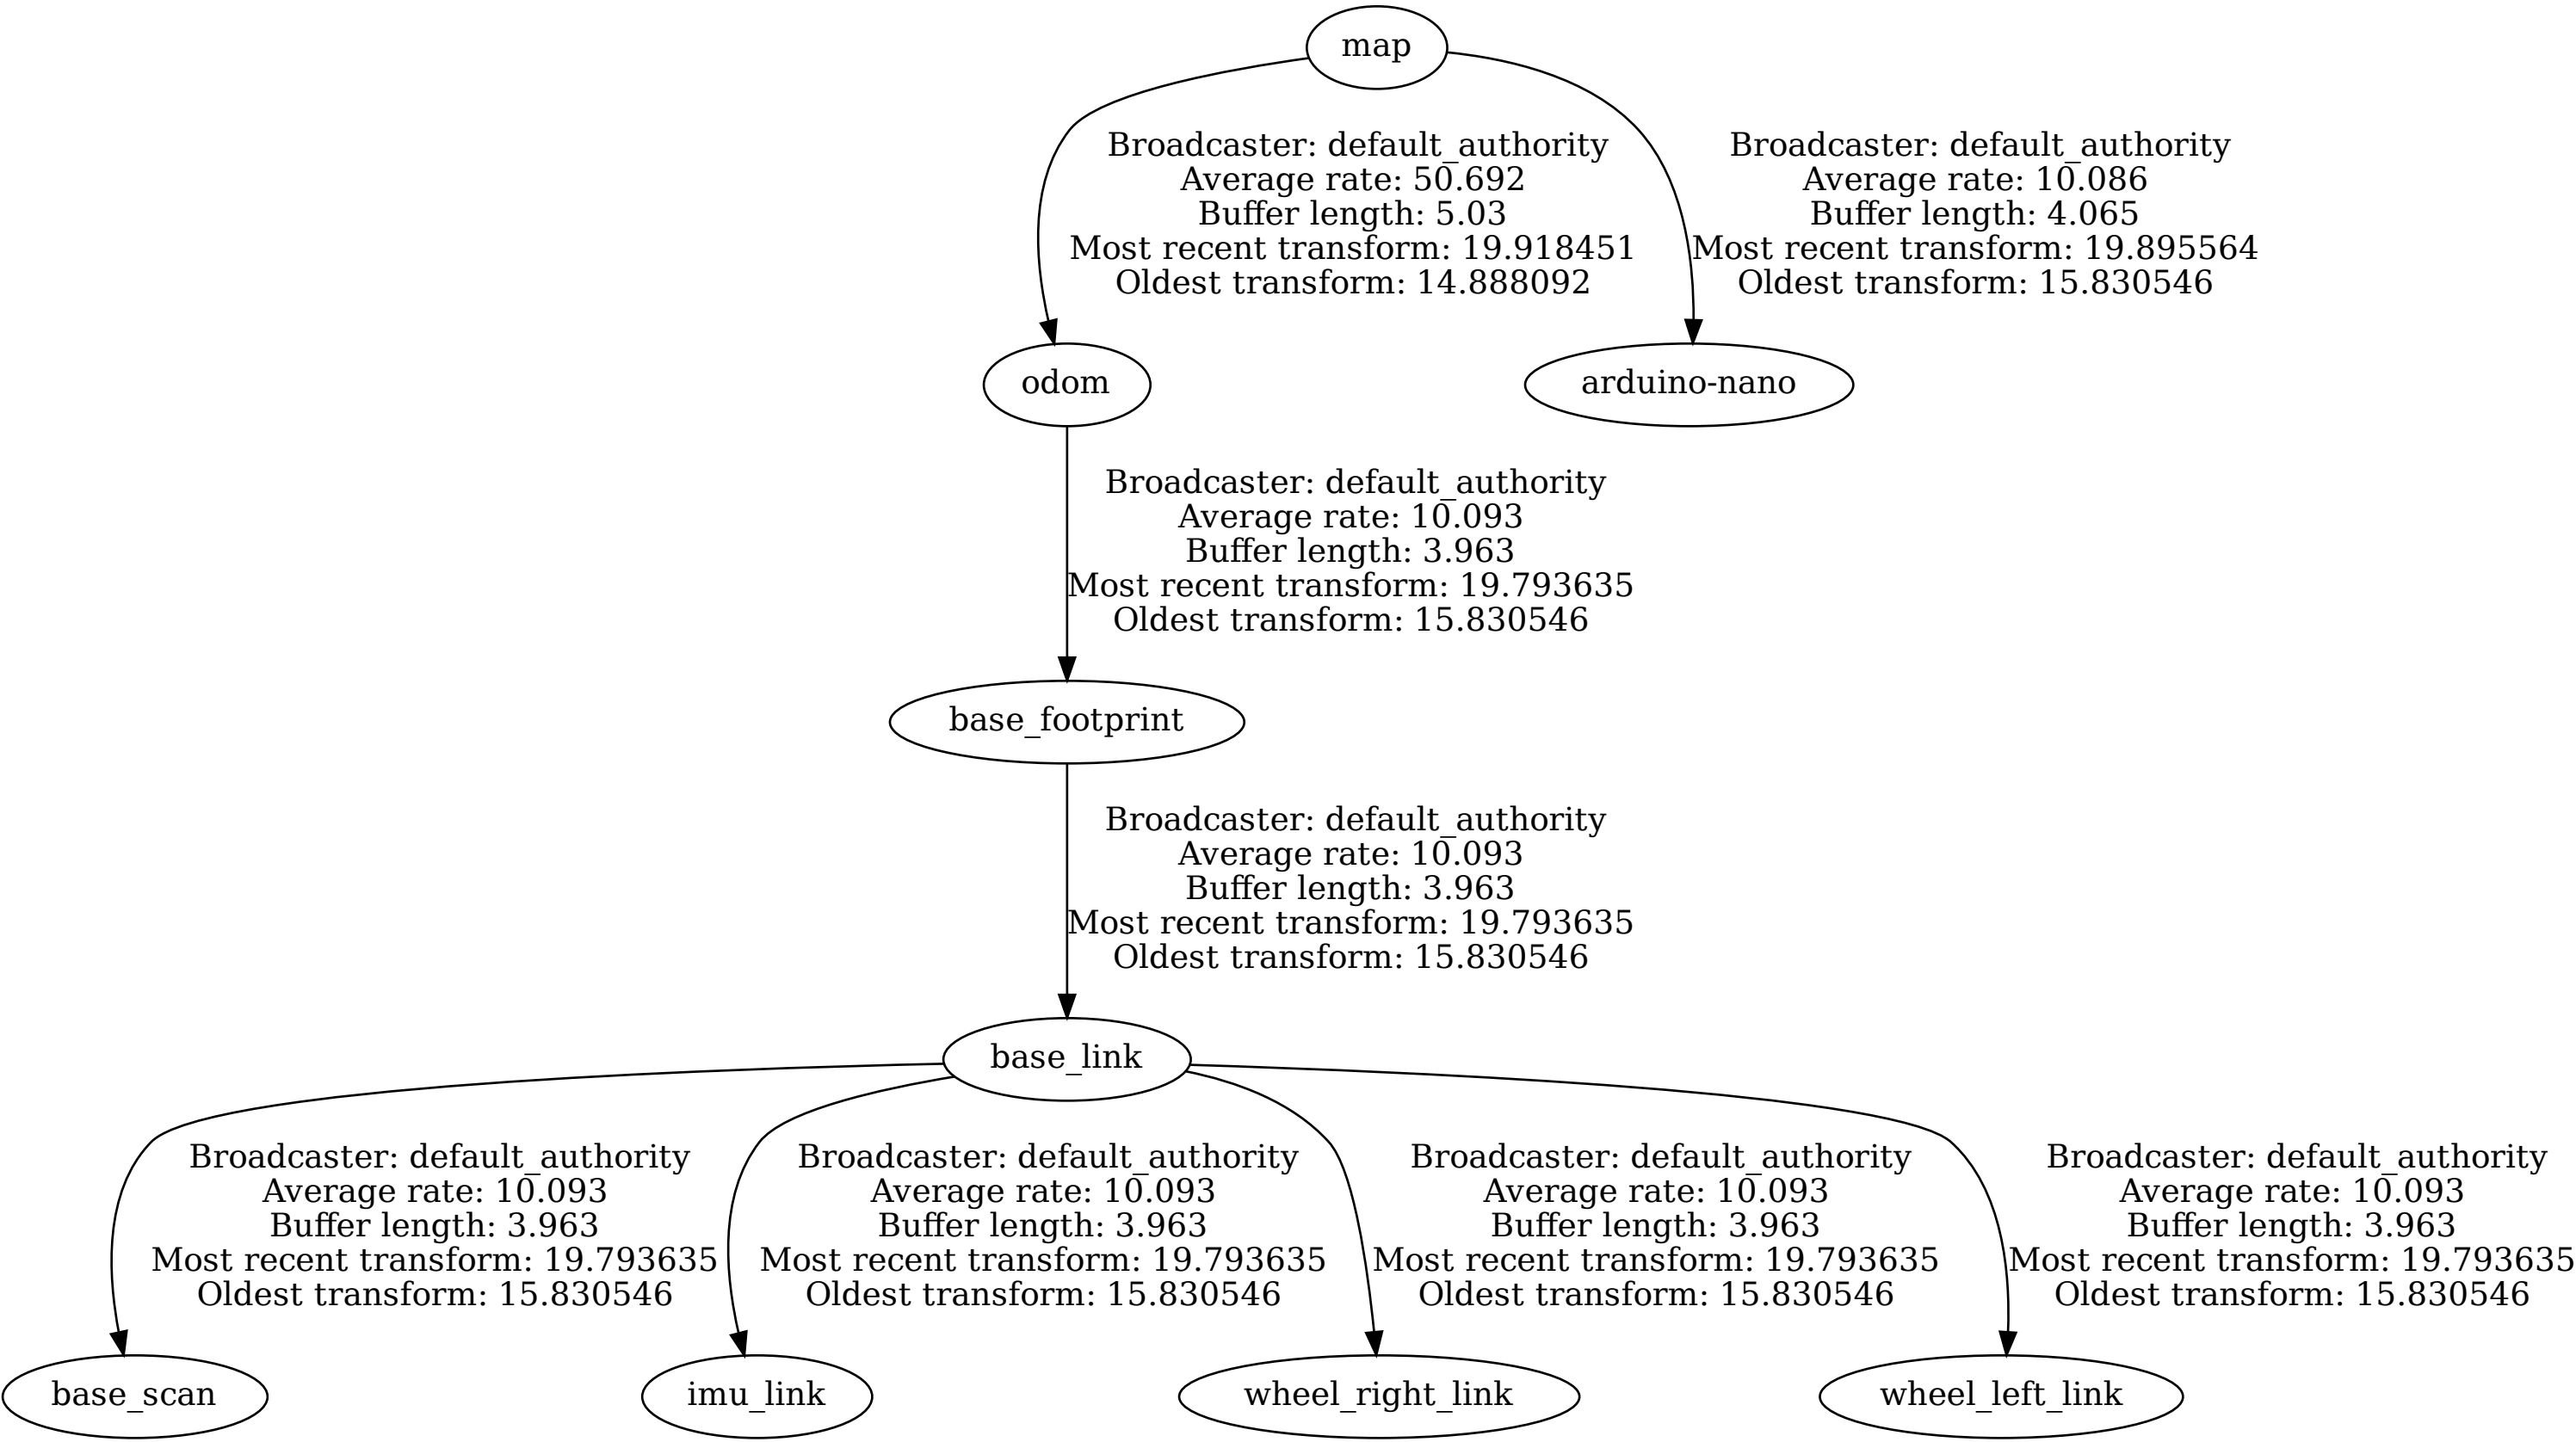 map
Broadcaster: default_authority
Average rate: 50.692
Buffer length: 5.03
Most recent transform: 19.918451
Oldest transform: 14.888092
Broadcaster: default_authority
Average rate: 10.086
Buffer length: 4.065
Most recent transform: 19.895564
Oldest transform: 15.830546
odom
arduino-nano
Broadcaster: default_authority
Average rate: 10.093
Buffer length: 3.963
Most recent transform: 19.793635
Oldest transform: 15.830546
base_footprint
Broadcaster: default_authority
Average rate: 10.093
Buffer length: 3.963
Most recent transform: 19.793635
Oldest transform: 15.830546
base_link
Broadcaster: default_authority
Average rate: 10.093
Buffer length: 3.963
Most recent transform: 19.793635
Oldest transform: 15.830546
Broadcaster: default_authority
Average rate: 10.093
Buffer length: 3.963
Most recent transform: 19.793635
Oldest transform: 15.830546
Broadcaster: default_authority
Average rate: 10.093
Buffer length: 3.963
Most recent transform: 19.793635
Oldest transform: 15.830546
Broadcaster: default_authority
Average rate: 10.093
Buffer length: 3.963
Most recent transform: 19.793635
Oldest transform: 15.830546
base_scan
imu_link
wheel_right_link
wheel_left_link